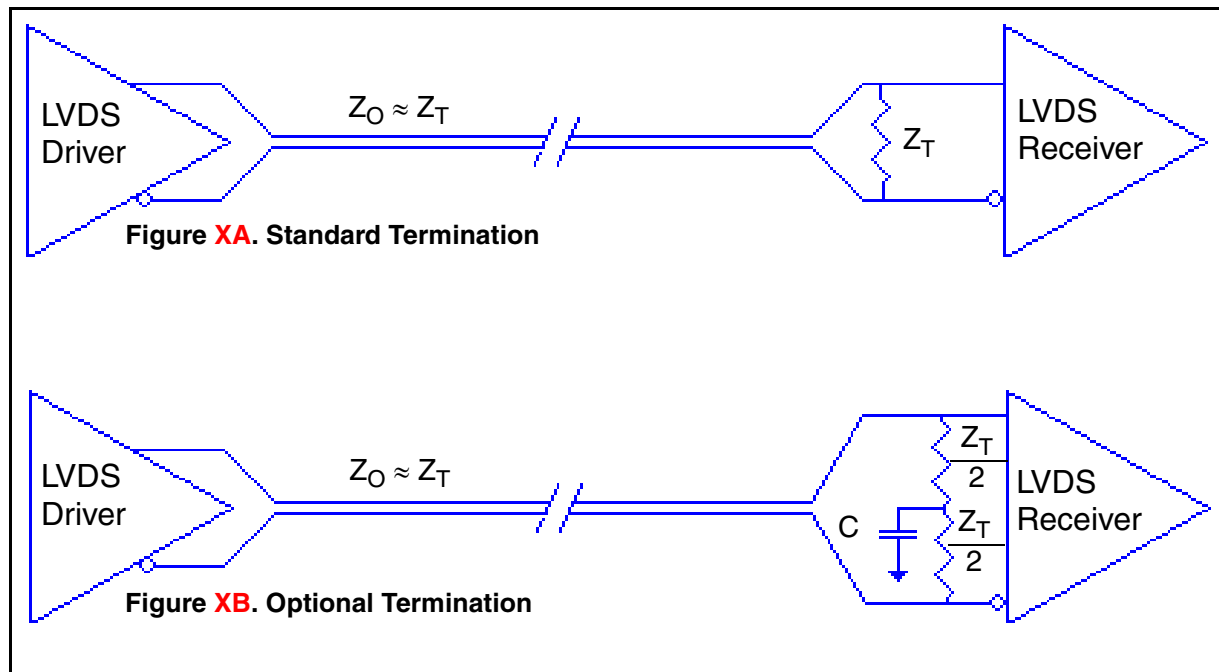 LVDS
Driver
Z_O ≈ Z_T
Z_T
LVDS
Receiver
Figure XA. Standard Termination
LVDS
Driver
Z_O ≈ Z_T
C
Z_T
2
Z_T
2
LVDS
Receiver
Figure XB. Optional Termination